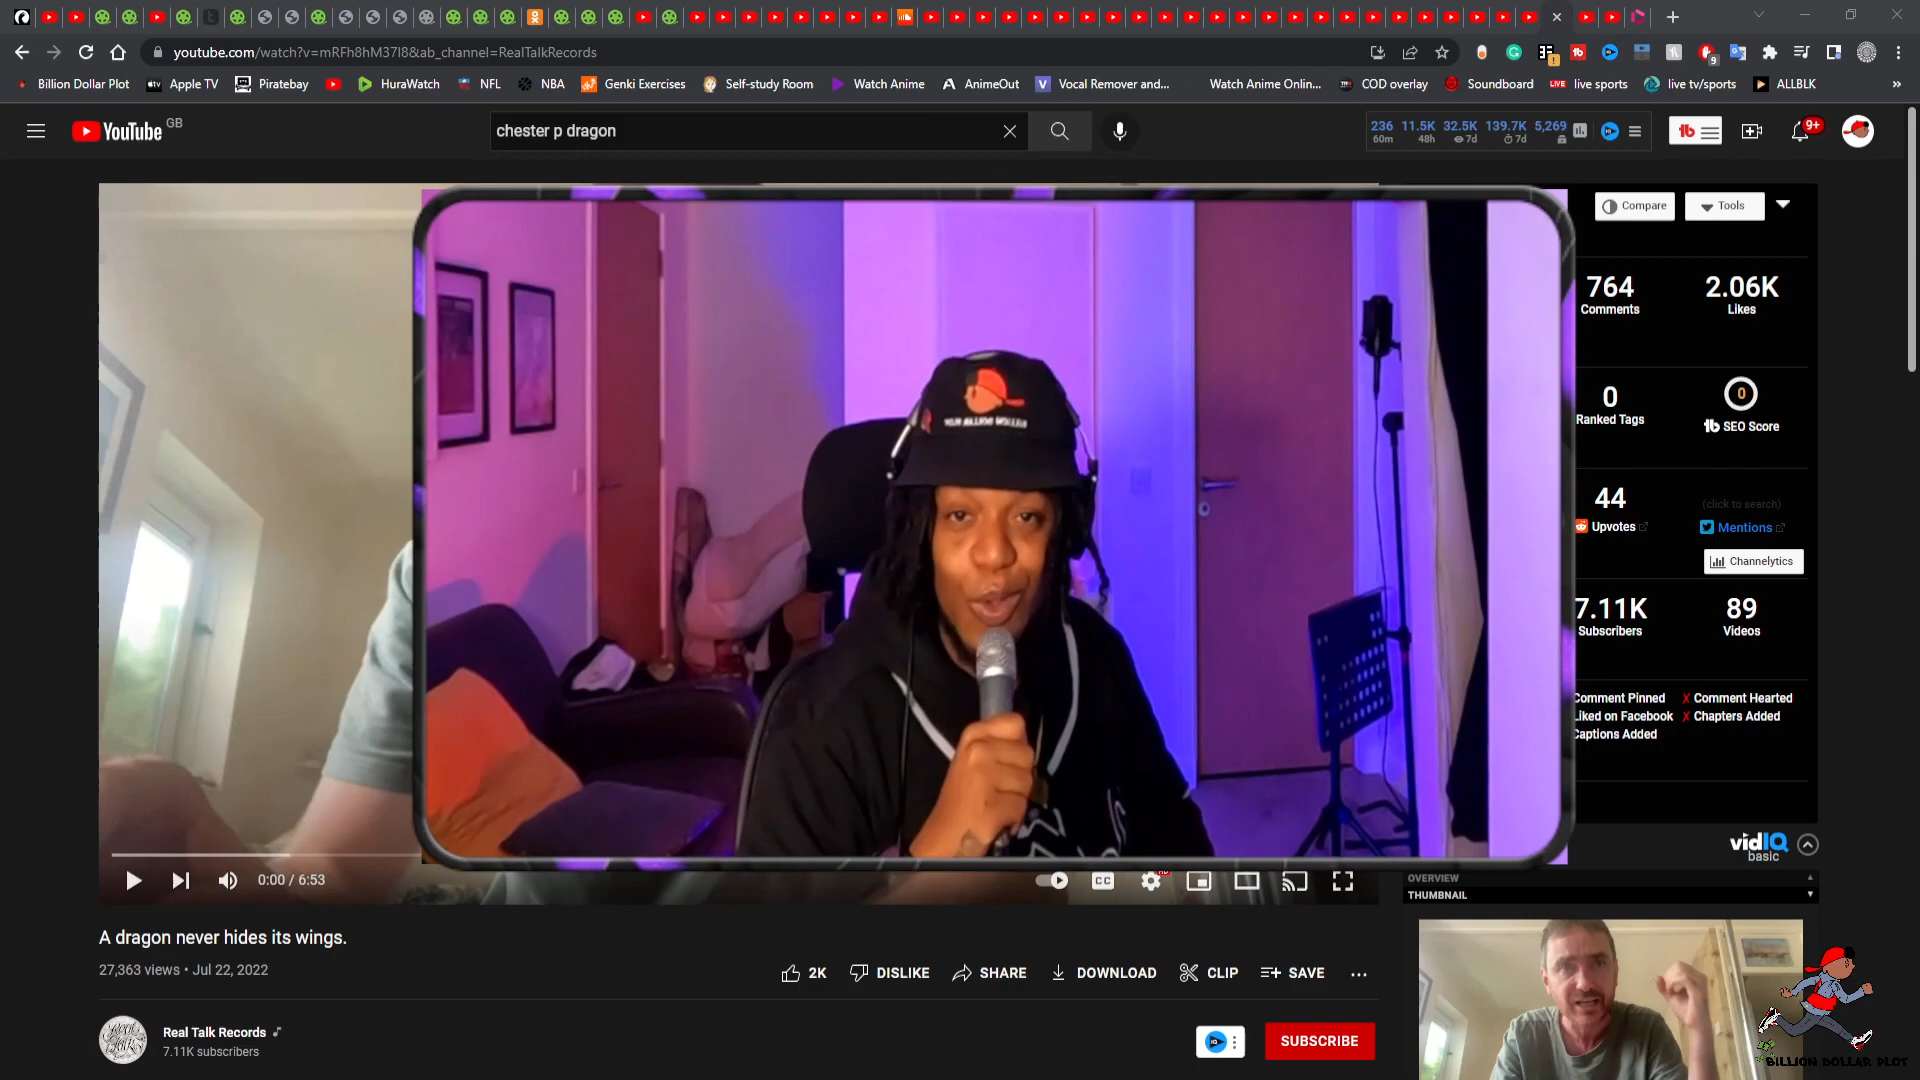 youtube.com/watch?v=mRFh8hM37I8&ab_channel=RealTalkRecords
9
Billion Dollar Plot
Apple TV
Piratebay
HuraWatch
NFL
NBA
Genki Exercises
Self-study Room
Watch Anime
AnimeOut
Vocal Remover and...
Watch Anime Onlin...
COD overlay
Soundboard
LIVE live sports
live tv/sports
ALLBLK
»
YouTube GB
chester p dragon
236 11.5K 32.5K 139.7K 5,269
60m 48h 7d 7d
9+
Compare
Tools
764 2.06K
Comments Likes
0 0
Ranked Tags SEO Score
44 (click to search)
Upvotes Mentions
Channelytics
7.11K 89
Subscribers Videos
Comment Pinned X Comment Hearted
Liked on Facebook X Chapters Added
Captions Added
vidIQ
basic
0:00 / 6:53
CC
HD
OVERVIEW
THUMBNAIL
A dragon never hides its wings.
27,363 views • Jul 22, 2022
2K
DISLIKE
SHARE
DOWNLOAD
CLIP
SAVE
...
Real Talk Records
7.11K subscribers
SUBSCRIBE
BILLION DOLLAR PLOT